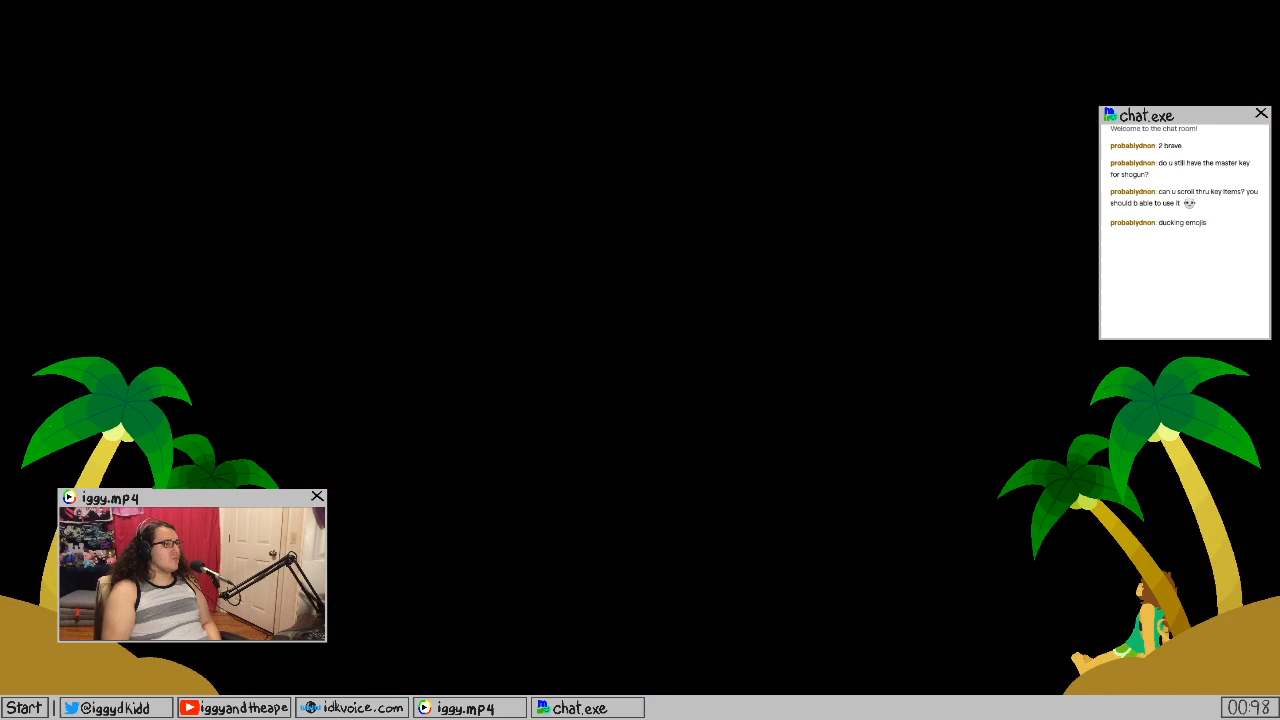 chat.exe
Welcome to the chat room!
probablydnon: 2 brave
probablydnon: do u still have the master key
for shogun?
probablydnon: can u scroll thru key items? you
should b able to use it
probablydnon: ducking emojis
iggy.mp4
Start | @iggydkidd iggyandtheape www idkvoice.com iggy.mp4 chat.exe 00:98